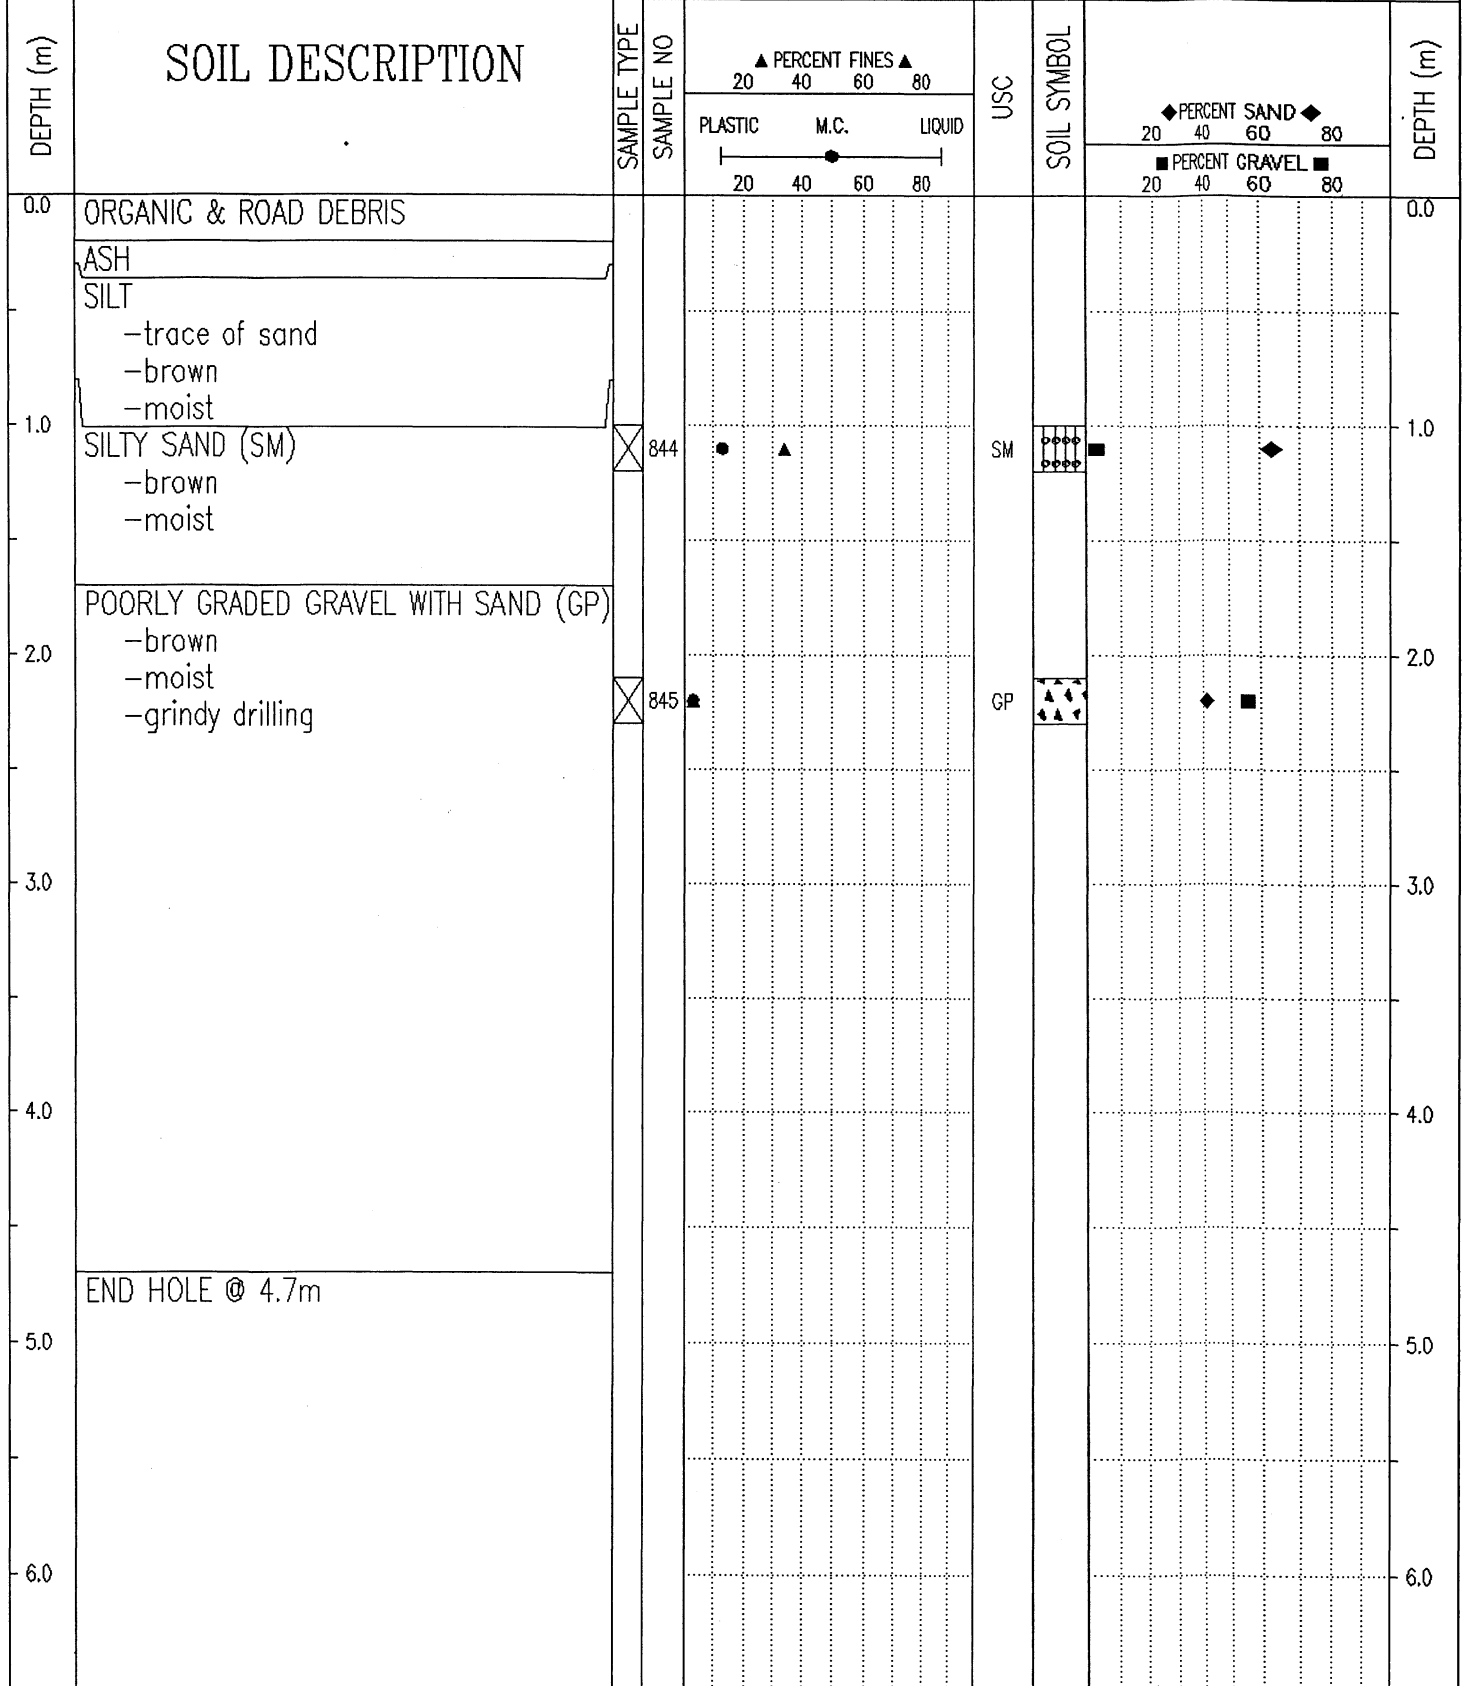 DEPTH (m)
SOIL DESCRIPTION
SAMPLE TYPE
SAMPLE NO
▲ PERCENT FINES ▲
20 40 60 80
PLASTIC M.C. LIQUID
20 40 60 80
USC
SOIL SYMBOL
◆PERCENT SAND◆
20 40 60 80
■ PERCENT GRAVEL ■
20 40 60 80
DEPTH (m)
0.0 ORGANIC & ROAD DEBRIS 0.0
ASH
SILT
-trace of sand
-brown
-moist
1.0 1.0
SILTY SAND (SM) 844 SM
-brown
-moist
POORLY GRADED GRAVEL WITH SAND (GP)
-brown
2.0 2.0
-moist
845 GP
-grindy drilling
3.0 3.0
4.0 4.0
END HOLE @ 4.7m
5.0 5.0
6.0 6.0